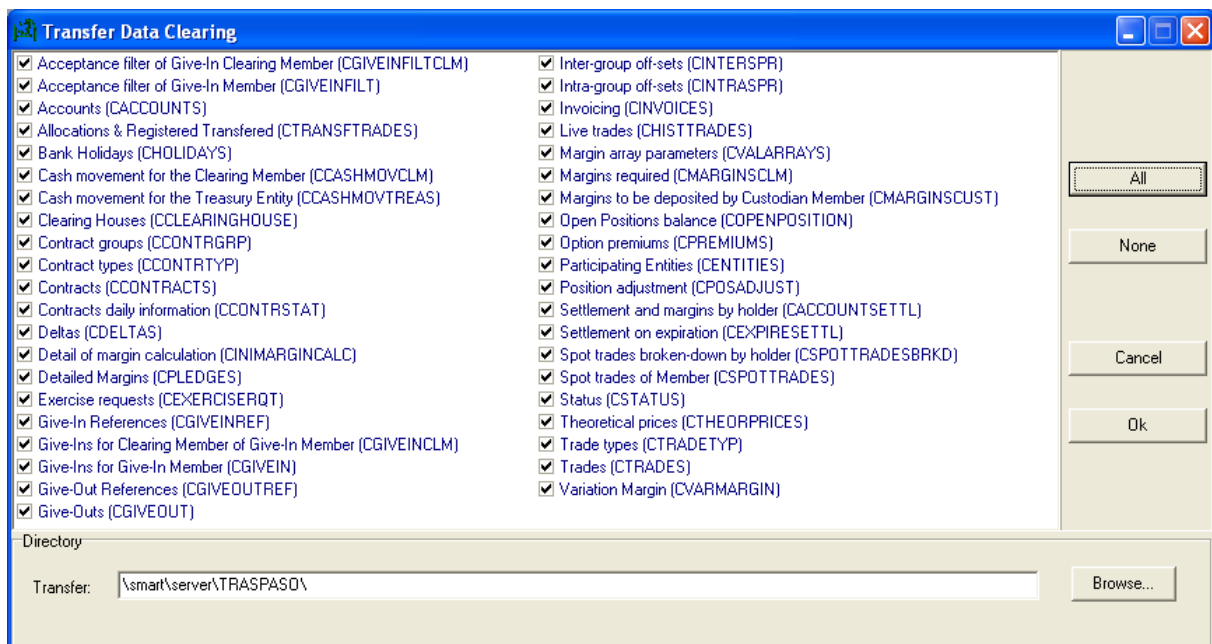 Transfer Data Clearing
Acceptance filter of Give-In Clearing Member (CGIVEINFILTCLM)
Acceptance filter of Give-In Member (CGIVEINFILT)
Accounts (CACCOUNTS)
Allocations & Registered Transfered (CTRANSFTRADES)
Bank Holidays (CHOLIDAYS)
Cash movement for the Clearing Member (CCASHMOVCLM)
Cash movement for the Treasury Entity (CCASHMOVTREAS)
Clearing Houses (CCLEARINGHOUSE)
Contract groups (CCONTRGRP)
Contract types (CCONTRTYP)
Contracts (CCONTRACTS)
Contracts daily information (CCONTRSTAT)
Deltas (CDELTAS)
Detail of margin calculation (CINIMARGINCALC)
Detailed Margins (CPLEDGES)
Exercise requests (CEXERCISERQT)
Give-In References (CGIVEINREF)
Give-Ins for Clearing Member of Give-In Member (CGIVEINCLM)
Give-Ins for Give-In Member (CGIVEIN)
Give-Out References (CGIVEOUTREF)
Give-Outs (CGIVEOUT)
Inter-group off-sets (CINTERSPR)
Intra-group off-sets (CINTRASPR)
Invoicing (CINVOICES)
Live trades (CHISTTRADES)
Margin array parameters (CVALARRAYS)
Margins required (CMARGINSCLM)
Margins to be deposited by Custodian Member (CMARGINSCUST)
Open Positions balance (COPENPOSITION)
Option premiums (CPREMIUMS)
Participating Entities (CENTITIES)
Position adjustment (CPOSADJUST)
Settlement and margins by holder (CACCOUNTSETTL)
Settlement on expiration (CEXPIRESETTL)
Spot trades broken-down by holder (CSPOTTRADESBRKD)
Spot trades of Member (CSPOTTRADES)
Status (CSTATUS)
Theoretical prices (CTHEORPRICES)
Trade types (CTRADETYP)
Trades (CTRADES)
Variation Margin (CVARMARGIN)
All
None
Cancel
Ok
Directory
Transfer: \smart\server\TRASPASO\
Browse...